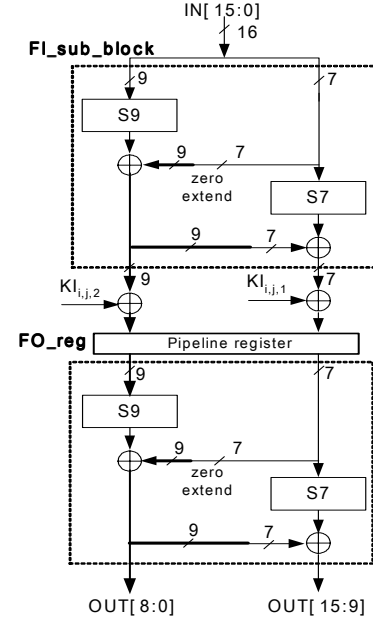 IN[15:0]
16
FI_sub_block
9 7
S9
9 7
zero
extend
S7
9 7
9 7
KIi,j,2 KIi,j,1
FO_reg Pipeline register
9 7
S9
9 7
zero
extend
S7
9 7
OUT[8:0] OUT[15:9]